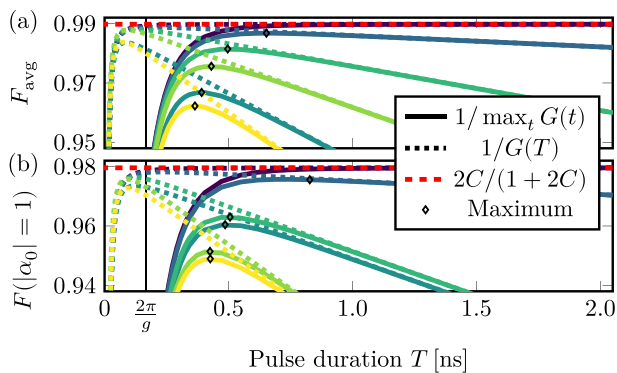 (a)
F_avg
0.99
0.97
0.95
1/ max_t G(t)
1/G(T)
2C/(1 + 2C)
Maximum
(b)
F(|α_0| = 1)
0.98
0.96
0.94
0 2π/g 0.5 1.0 1.5 2.0
Pulse duration T [ns]